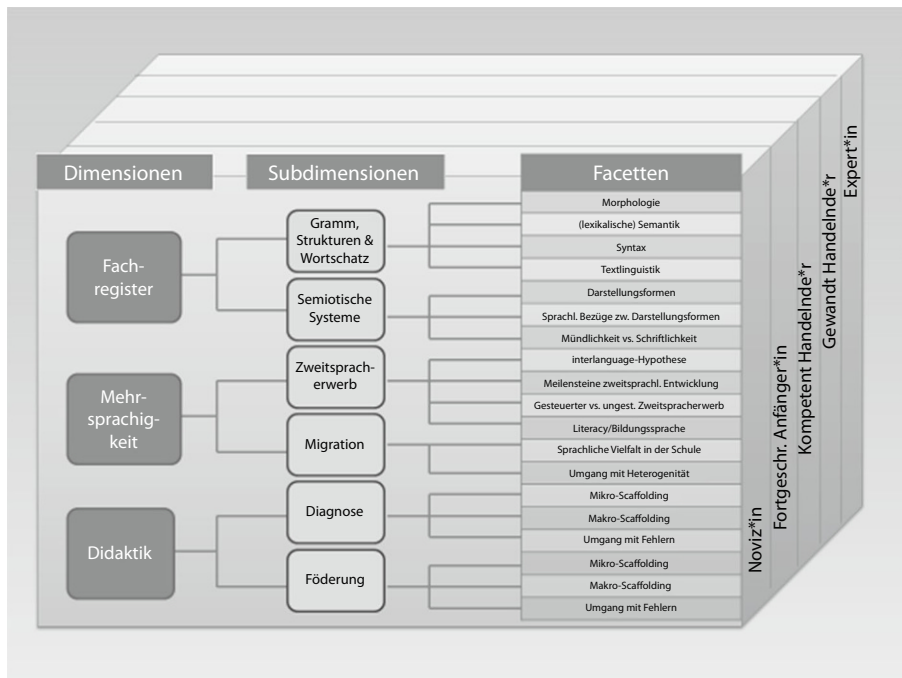 Dimensionen
Subdimensionen
Facetten
Fach-
register
Mehr-
sprachig-
keit
Didaktik
Gramm,
Strukturen &
Wortschatz
Semiotische
Systeme
Zweitsprach-
erwerb
Migration
Diagnose
Föderung
Morphologie
(lexikalische) Semantik
Syntax
Textlinguistik
Darstellungsformen
Sprachl. Bezüge zw. Darstellungsformen
Mündlichkeit vs. Schriftlichkeit
interlanguage-Hypothese
Meilensteine zweitsprachl. Entwicklung
Gesteuerter vs. ungest. Zweitspracherwerb
Literacy/Bildungssprache
Sprachliche Vielfalt in der Schule
Umgang mit Heterogenität
Mikro-Scaffolding
Makro-Scaffolding
Umgang mit Fehlern
Mikro-Scaffolding
Makro-Scaffolding
Umgang mit Fehlern
Noviz*in
Fortgeschr. Anfänger*in
Kompetent Handelnde*r
Gewandt Handelnde*r
Expert*in